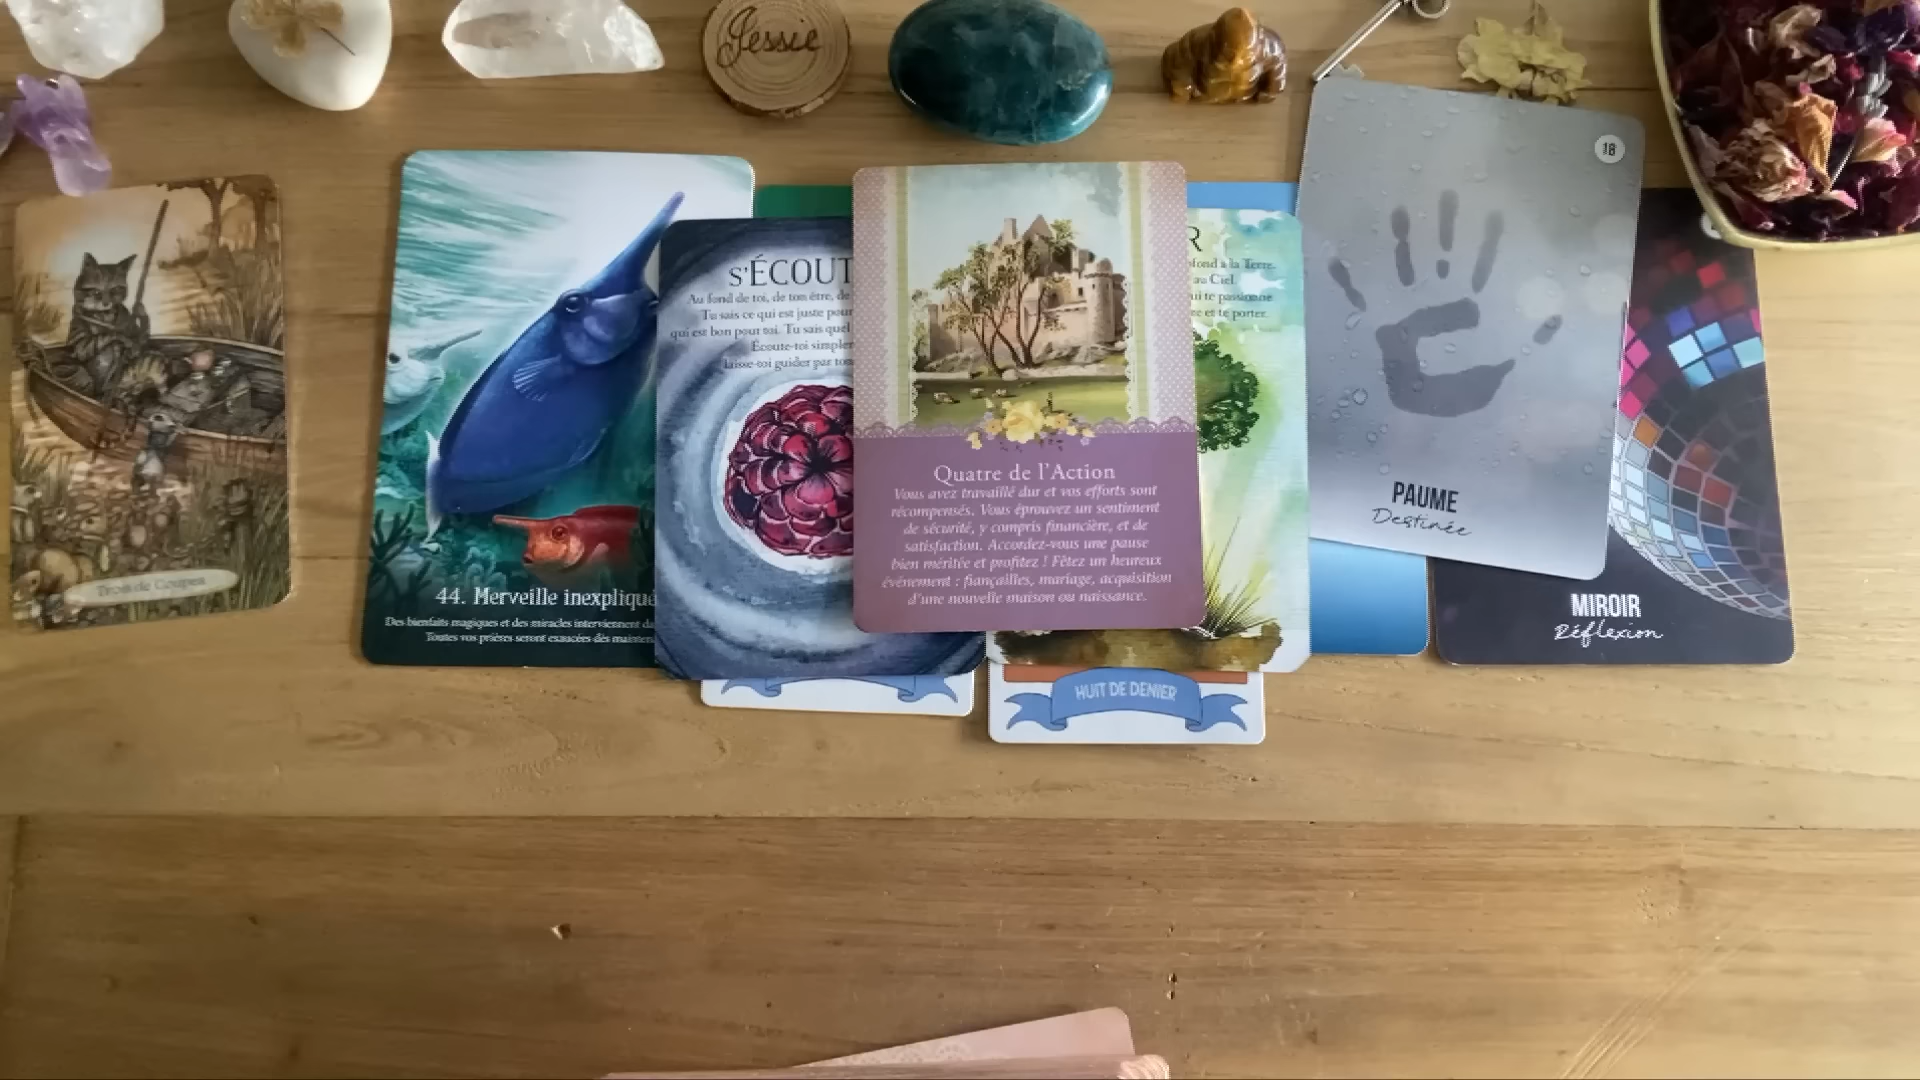 Jessie
Trois de Coupes
44. Merveille inexpliqué
Des bienfaits magiques et des miracles interviennent da
Toutes vos prières seront exaucées dès mainten
S'ÉCOUT
Au fond de toi, de ton être, de
Tu sais ce qui est juste pour
qui est bon pour toi. Tu sais quel
Écoute-toi simplem
laisse-toi guider par ton
Quatre de l'Action
Vous avez travaillé dur et vos efforts sont
récompensés. Vous éprouvez un sentiment
de sécurité, y compris financière, et de
satisfaction. Accordez-vous une pause
bien méritée et profitez ! Fêtez un heureux
événement : fiançailles, mariage, acquisition
d'une nouvelle maison ou naissance.
R
fond à la Terre.
au Ciel.
ui te passionne
re et te porter.
HUIT DE DENIER
18
PAUME
Destinée
MIROIR
Réflexion